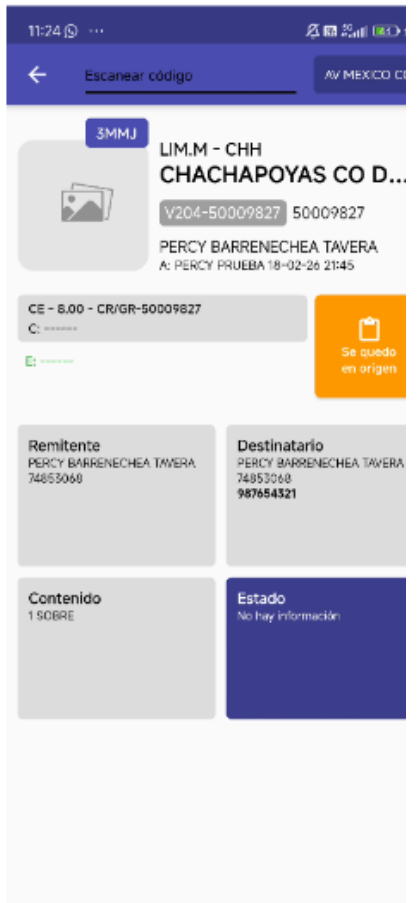 11:24 ...
Escanear código
AV MEXICO CO
3MMJ
LIM.M - CHH
CHACHAPOYAS CO D...
V204-50009827 50009827
PERCY BARRENECHEA TAVERA
A: PERCY PRUEBA 18-02-26 21:45
CE - 8.00 - CR/GR-50009827
C: ------
E: ------
Se quedo
en origen
Remitente
PERCY BARRENECHEA TAVERA
74853068
Destinatario
PERCY BARRENECHEA TAVERA
74853068
987654321
Contenido
1 SOBRE
Estado
No hay información